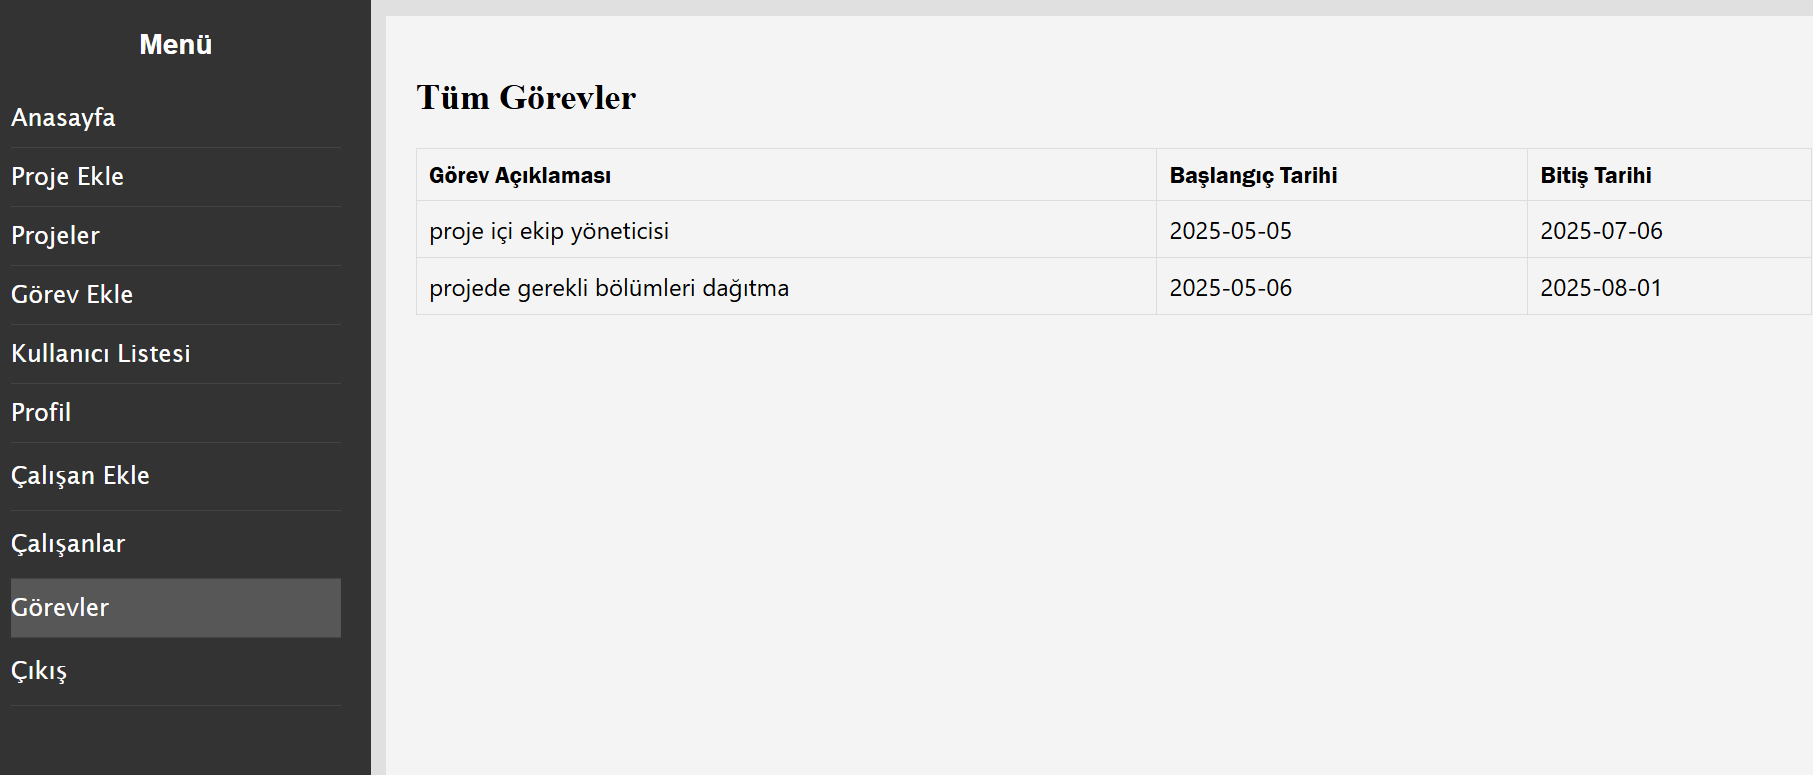 Menü
Anasayfa
Proje Ekle
Projeler
Görev Ekle
Kullanıcı Listesi
Profil
Çalışan Ekle
Çalışanlar
Görevler
Çıkış
Tüm Görevler
Görev Açıklaması Başlangıç Tarihi Bitiş Tarihi
proje içi ekip yöneticisi 2025-05-05 2025-07-06
projede gerekli bölümleri dağıtma 2025-05-06 2025-08-01